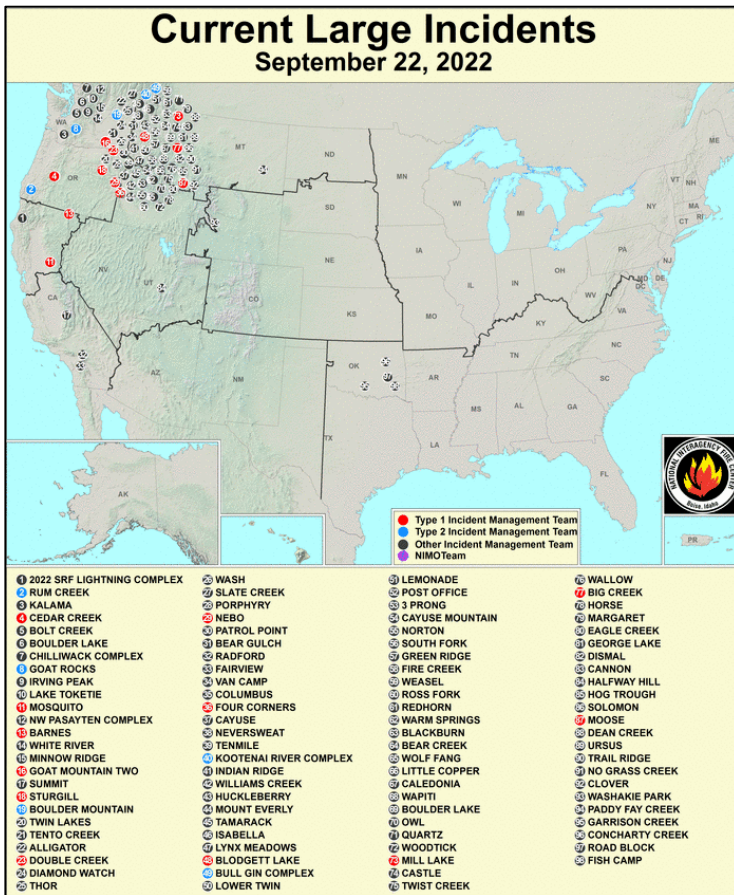 Current Large Incidents
September 22, 2022
WA
OR
MT
ND
MN
ME
SD
WI
MI
NY
VT
NH
MA
CT
RI
NV
UT
CA
NE
IA
IL
IN
OH
PA
NJ
MD
DE
DC
CO
KS
MO
KY
WV
VA
AZ
NM
OK
AR
TN
NC
SC
TX
LA
MS
AL
GA
FL
AK
PR
NATIONAL INTERAGENCY FIRE CENTER
Boise, Idaho
Type 1 Incident Management Team
Type 2 Incident Management Team
Other Incident Management Team
NIMOTeam
1 2022 SRF LIGHTNING COMPLEX
2 RUM CREEK
3 KALAMA
4 CEDAR CREEK
5 BOLT CREEK
6 BOULDER LAKE
7 CHILLIWACK COMPLEX
8 GOAT ROCKS
9 IRVING PEAK
10 LAKE TOKETIE
11 MOSQUITO
12 NW PASAYTEN COMPLEX
13 BARNES
14 WHITE RIVER
15 MINNOW RIDGE
16 GOAT MOUNTAIN TWO
17 SUMMIT
18 STURGILL
19 BOULDER MOUNTAIN
20 TWIN LAKES
21 TENTO CREEK
22 ALLIGATOR
23 DOUBLE CREEK
24 DIAMOND WATCH
25 THOR
26 WASH
27 SLATE CREEK
28 PORPHYRY
29 NEBO
30 PATROL POINT
31 BEAR GULCH
32 RADFORD
33 FAIRVIEW
34 VAN CAMP
35 COLUMBUS
36 FOUR CORNERS
37 CAYUSE
38 NEVERSWEAT
39 TENMILE
40 KOOTENAI RIVER COMPLEX
41 INDIAN RIDGE
42 WILLIAMS CREEK
43 HUCKLEBERRY
44 MOUNT EVERLY
45 TAMARACK
46 ISABELLA
47 LYNX MEADOWS
48 BLODGETT LAKE
49 BULL GIN COMPLEX
50 LOWER TWIN
51 LEMONADE
52 POST OFFICE
53 3 PRONG
54 CAYUSE MOUNTAIN
55 NORTON
56 SOUTH FORK
57 GREEN RIDGE
58 FIRE CREEK
59 WEASEL
60 ROSS FORK
61 REDHORN
62 WARM SPRINGS
63 BLACKBURN
64 BEAR CREEK
65 WOLF FANG
66 LITTLE COPPER
67 CALEDONIA
68 WAPITI
69 BOULDER LAKE
70 OWL
71 QUARTZ
72 WOODTICK
73 MILL LAKE
74 CASTLE
75 TWIST CREEK
76 WALLOW
77 BIG CREEK
78 HORSE
79 MARGARET
80 EAGLE CREEK
81 GEORGE LAKE
82 DISMAL
83 CANNON
84 HALFWAY HILL
85 HOG TROUGH
86 SOLOMON
87 MOOSE
88 DEAN CREEK
89 URSUS
90 TRAIL RIDGE
91 NO GRASS CREEK
92 CLOVER
93 WASHAKIE PARK
94 PADDY FAY CREEK
95 GARRISON CREEK
96 CONCHARTY CREEK
97 ROAD BLOCK
98 FISH CAMP